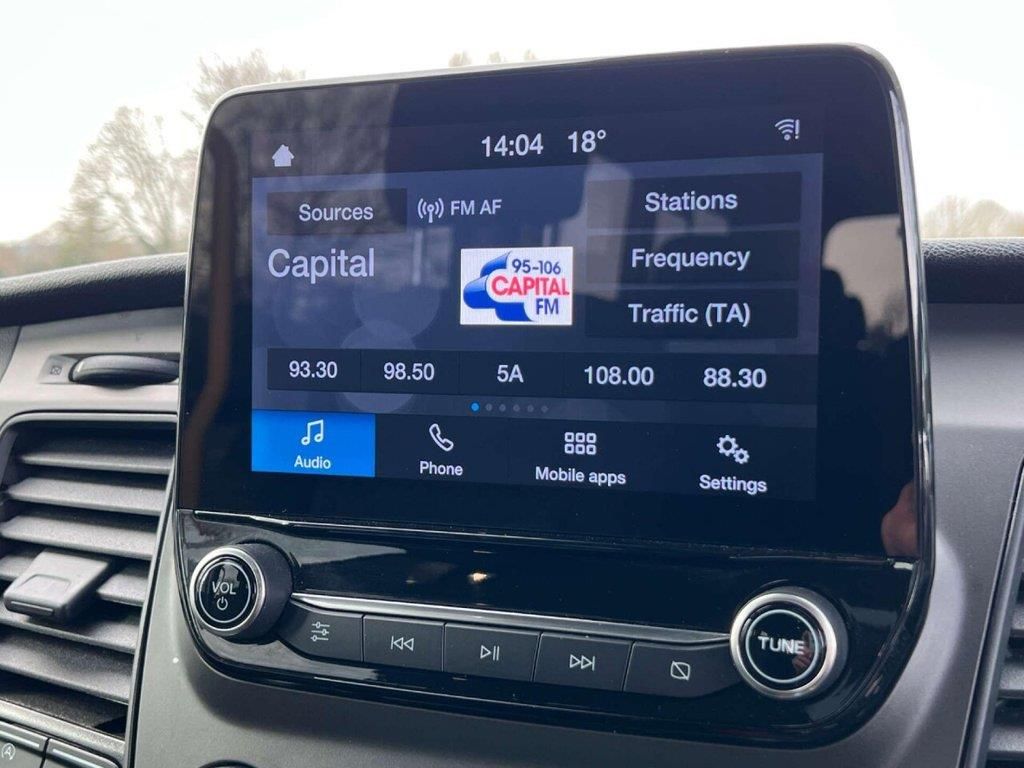 14:04 18°
Sources FM AF Stations
Capital
95-106
CAPITAL
FM
Frequency
Traffic (TA)
93.30 98.50 5A 108.00 88.30
Audio Phone Mobile apps Settings
VOL
TUNE